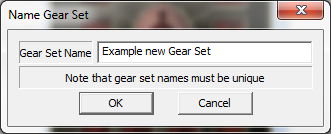 Name Gear Set
Gear Set Name
Example new Gear Set
Note that gear set names must be unique
OK
Cancel